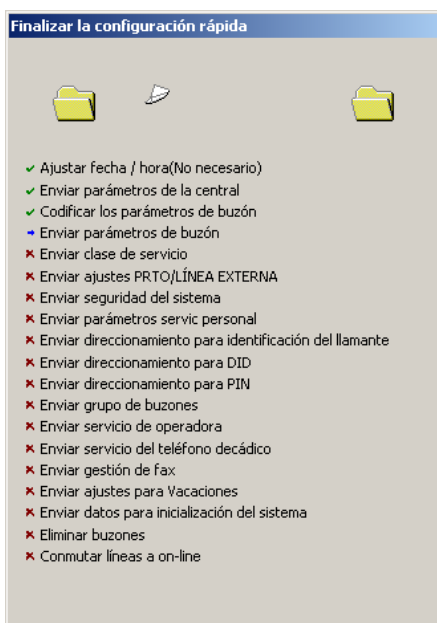 Finalizar la configuración rápida
Ajustar fecha / hora(No necesario)
Enviar parámetros de la central
Codificar los parámetros de buzón
Enviar parámetros de buzón
Enviar clase de servicio
Enviar ajustes PRTO/LÍNEA EXTERNA
Enviar seguridad del sistema
Enviar parámetros servic personal
Enviar direccionamiento para identificación del llamante
Enviar direccionamiento para DID
Enviar direccionamiento para PIN
Enviar grupo de buzones
Enviar servicio de operadora
Enviar servicio del teléfono decádico
Enviar gestión de fax
Enviar ajustes para Vacaciones
Enviar datos para inicialización del sistema
Eliminar buzones
Conmutar líneas a on-line